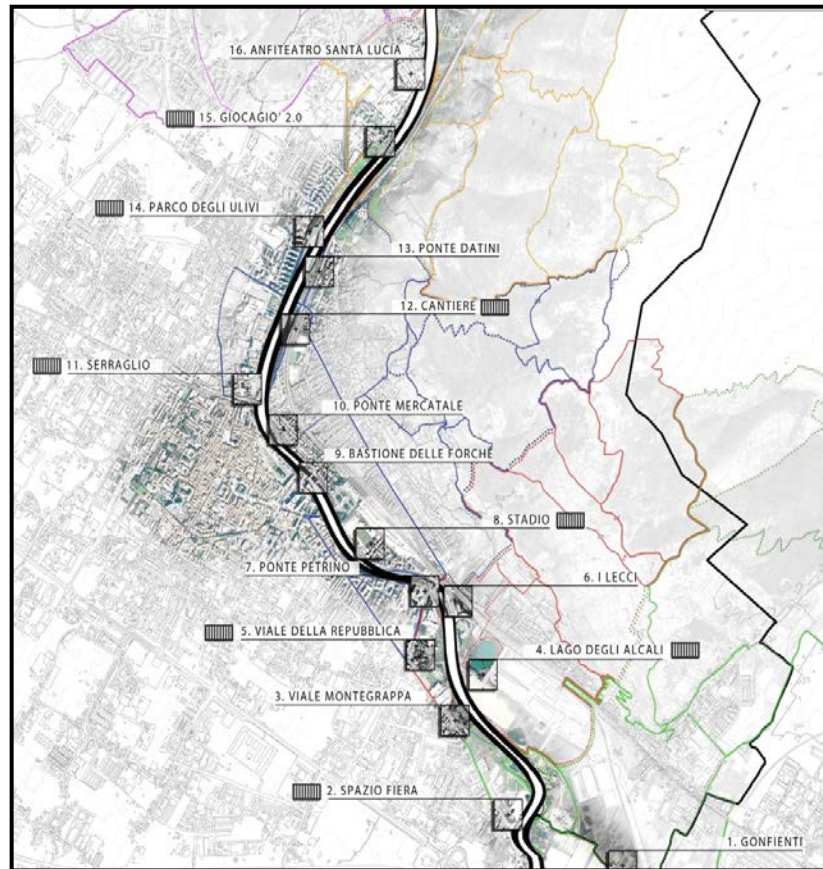 16. ANFITEATRO SANTA LUCIA
15. GIOCAGIO' 2.0
14. PARCO DEGLI ULIVI
13. PONTE DATINI
12. CANTIERE
11. SERRAGLIO
10. PONTE MERCATALE
9. BASTIONE DELLE FORCHE
8. STADIO
7. PONTE PETRINO
6. I LECCI
5. VIALE DELLA REPUBBLICA
4. LAGO DEGLI ALCALI
3. VIALE MONTEGRAPPA
2. SPAZIO FIERA
1. GONFIENTI